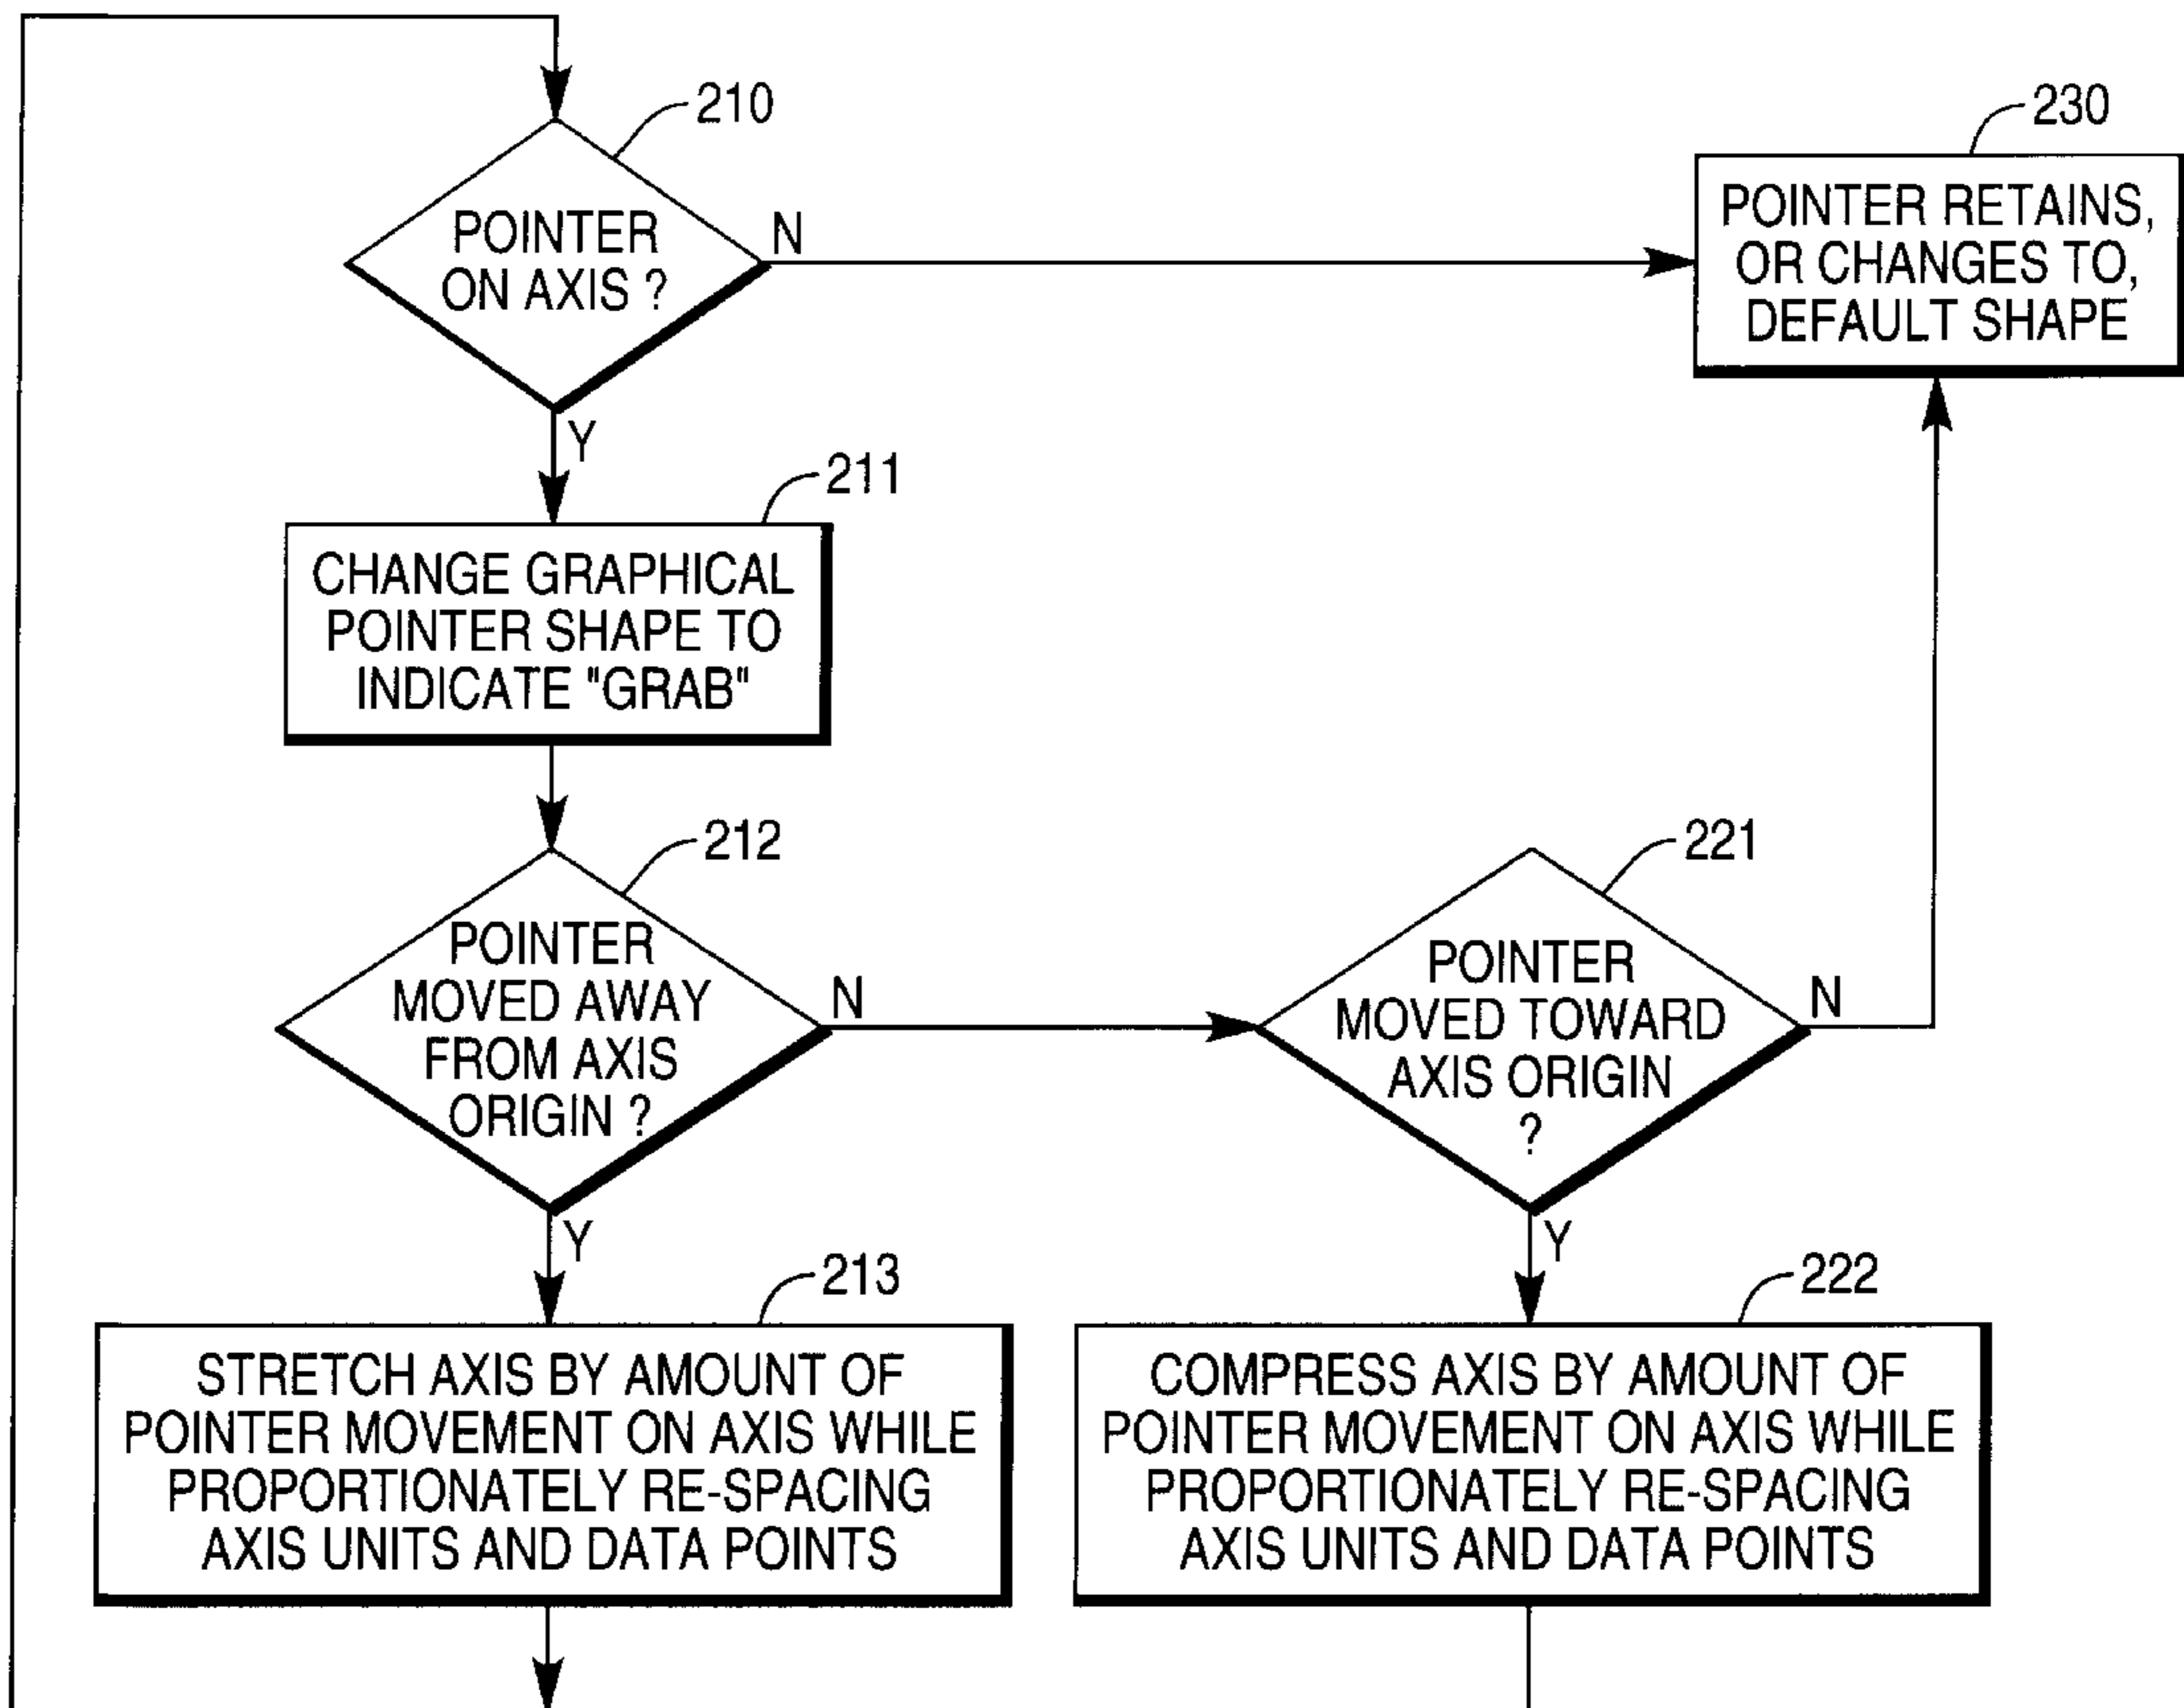 210
POINTER
ON AXIS ?
N
Y
230
POINTER RETAINS,
OR CHANGES TO,
DEFAULT SHAPE
211
CHANGE GRAPHICAL
POINTER SHAPE TO
INDICATE "GRAB"
212
POINTER
MOVED AWAY
FROM AXIS
ORIGIN ?
N
Y
221
POINTER
MOVED TOWARD
AXIS ORIGIN
?
N
Y
213
STRETCH AXIS BY AMOUNT OF
POINTER MOVEMENT ON AXIS WHILE
PROPORTIONATELY RE-SPACING
AXIS UNITS AND DATA POINTS
222
COMPRESS AXIS BY AMOUNT OF
POINTER MOVEMENT ON AXIS WHILE
PROPORTIONATELY RE-SPACING
AXIS UNITS AND DATA POINTS